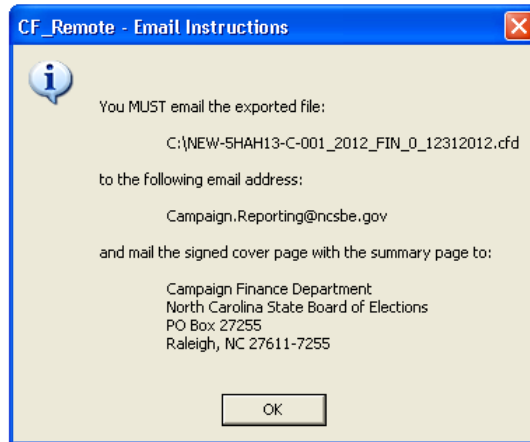 CF_Remote - Email Instructions
You MUST email the exported file:
C:\NEW-5HAH13-C-001_2012_FIN_0_12312012.cfd
to the following email address:
Campaign.Reporting@ncsbe.gov
and mail the signed cover page with the summary page to:
Campaign Finance Department
North Carolina State Board of Elections
PO Box 27255
Raleigh, NC 27611-7255
OK